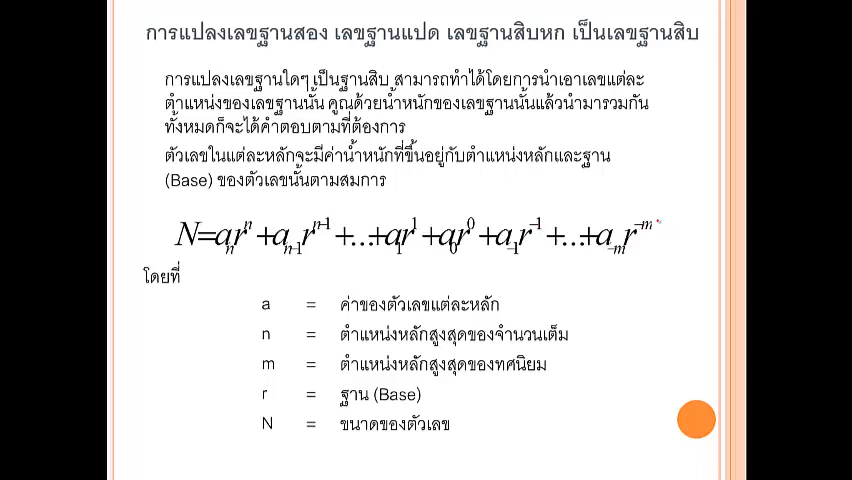 การแปลงเลขฐานสอง เลขฐานแปด เลขฐานสิบหก เป็นเลขฐานสิบ
การแปลงเลขฐานใดๆ เป็นฐานสิบ สามารถทำได้โดยการนำเอาเลขแต่ละ
ตำแหน่งของเลขฐานนั้น คูณด้วยน้ำหนักของเลขฐานนั้นแล้วนำมารวมกัน
ทั้งหมดก็จะได้คำตอบตามที่ต้องการ
ตัวเลขในแต่ละหลักจะมีค่าน้ำหนักที่ขึ้นอยู่กับตำแหน่งหลักและฐาน
(Base) ของตัวเลขนั้นตามสมการ
N=aₙrⁿ+aₙ₋₁rⁿ⁻¹+...+a₁r¹+a₀r⁰+a₋₁r⁻¹+...+a₋ₘr⁻ᵐ
โดยที่
a = ค่าของตัวเลขแต่ละหลัก
n = ตำแหน่งหลักสูงสุดของจำนวนเต็ม
m = ตำแหน่งหลักสูงสุดของทศนิยม
r = ฐาน (Base)
N = ขนาดของตัวเลข